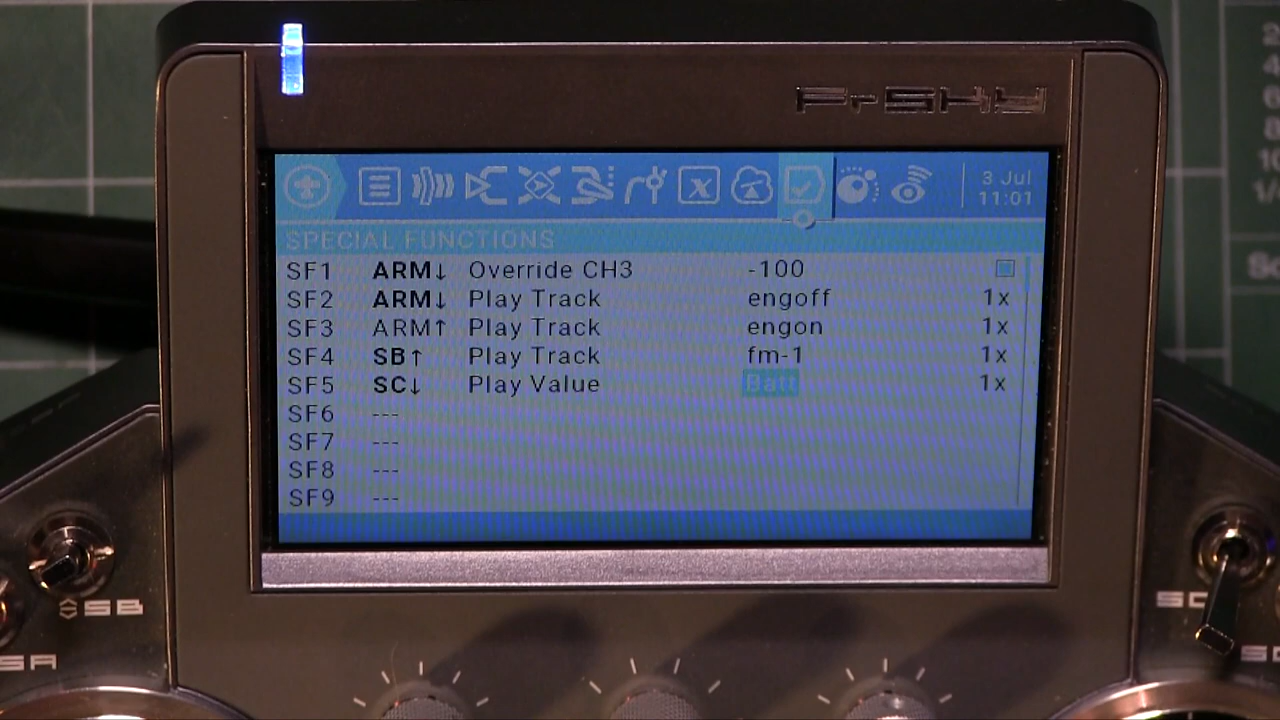 FrSKY
3 Jul
11:01
SPECIAL FUNCTIONS
SF1 ARM↓ Override CH3 -100
SF2 ARM↓ Play Track engoff 1x
SF3 ARM↑ Play Track engon 1x
SF4 SB↑ Play Track fm-1 1x
SF5 SC↓ Play Value Batt 1x
SF6 ---
SF7 ---
SF8 ---
SF9 ---
SB
SA